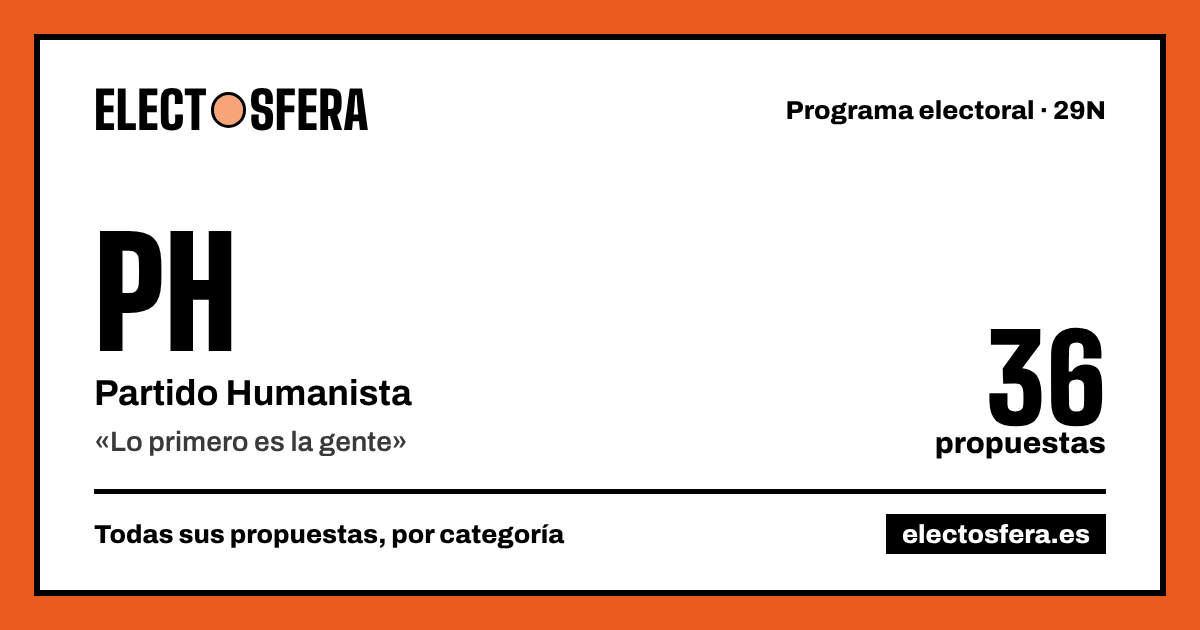 ELECTOSFERA
Programa electoral · 29N
PH
Partido Humanista
«Lo primero es la gente»
36
propuestas
Todas sus propuestas, por categoría
electosfera.es